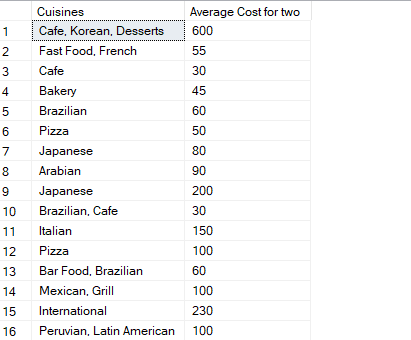 Cuisines Average Cost for two
1 Cafe, Korean, Desserts 600
2 Fast Food, French 55
3 Cafe 30
4 Bakery 45
5 Brazilian 60
6 Pizza 50
7 Japanese 80
8 Arabian 90
9 Japanese 200
10 Brazilian, Cafe 30
11 Italian 150
12 Pizza 100
13 Bar Food, Brazilian 60
14 Mexican, Grill 100
15 International 230
16 Peruvian, Latin American 100